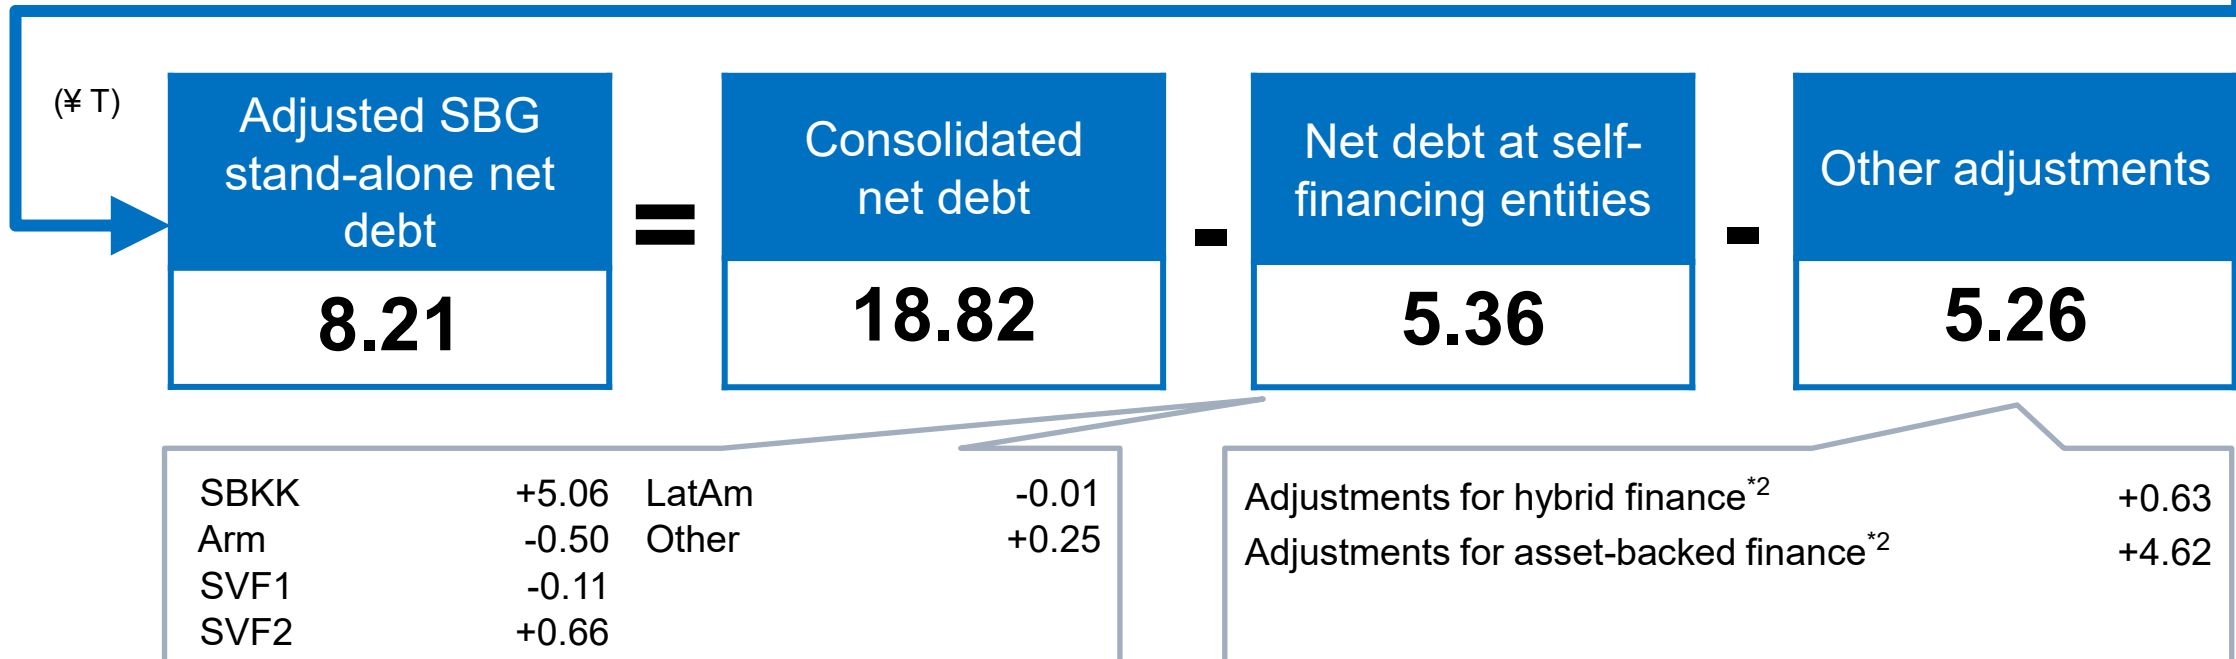 (¥ T)
Adjusted SBG
stand-alone net
debt
8.21
=
Consolidated
net debt
18.82
-
Net debt at self-
financing entities
5.36
-
Other adjustments
5.26
SBKK +5.06 LatAm -0.01
Arm -0.50 Other +0.25
SVF1 -0.11
SVF2 +0.66
Adjustments for hybrid finance*2 +0.63
Adjustments for asset-backed finance*2 +4.62